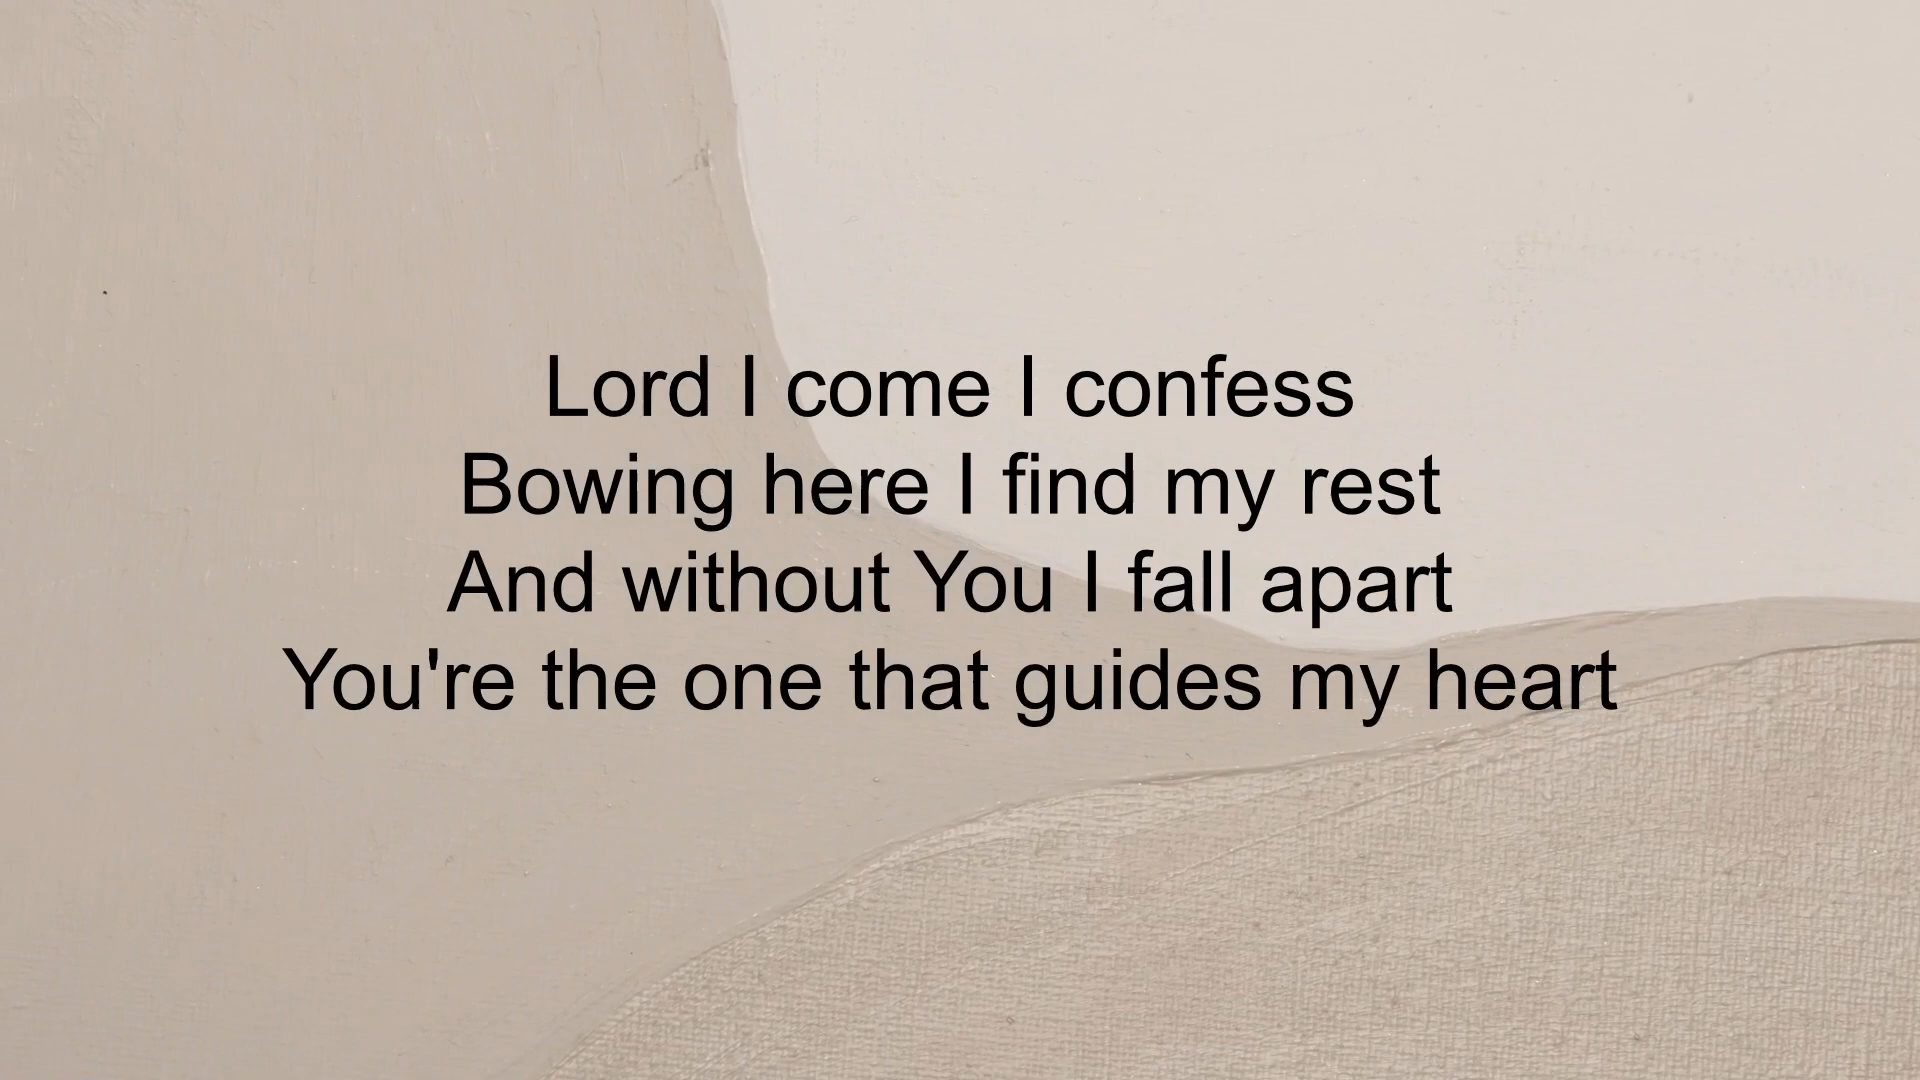 Lord I come I confess
Bowing here I find my rest
And without You I fall apart
You're the one that guides my heart